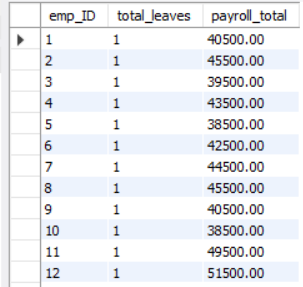 emp_ID total_leaves payroll_total
1 1 40500.00
2 1 45500.00
3 1 39500.00
4 1 43500.00
5 1 38500.00
6 1 42500.00
7 1 44500.00
8 1 45500.00
9 1 40500.00
10 1 38500.00
11 1 49500.00
12 1 51500.00